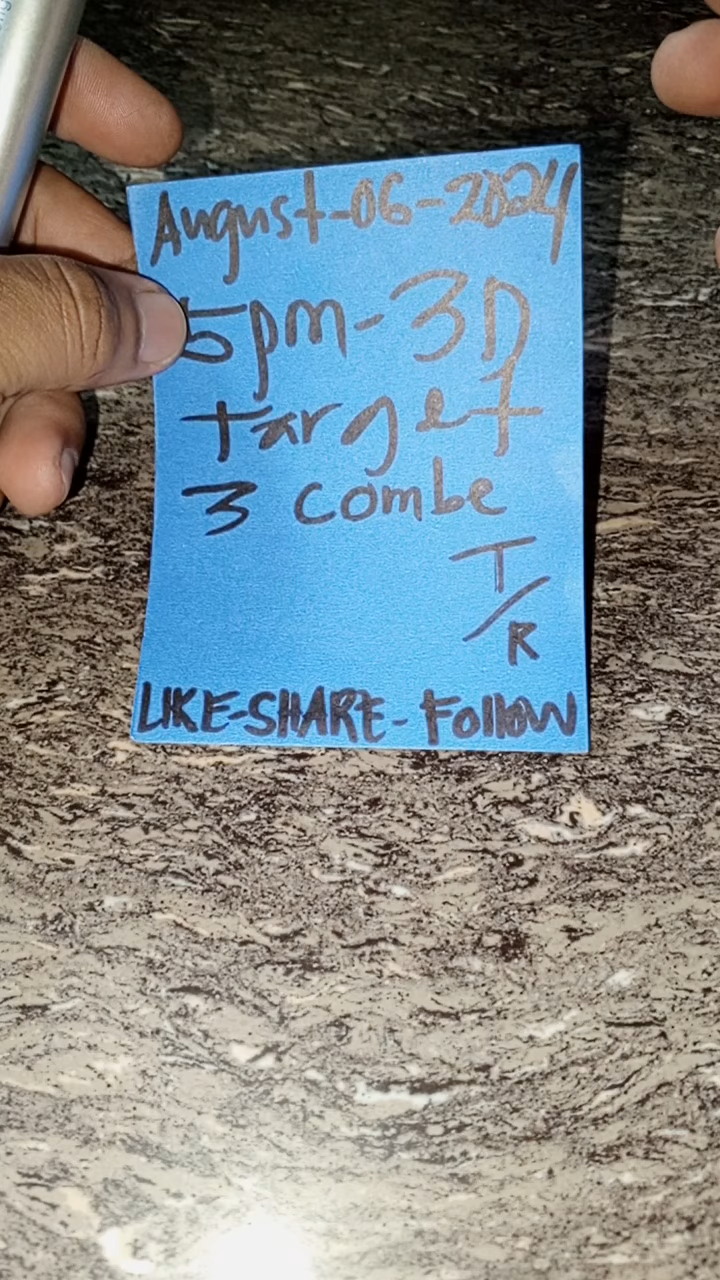 August-06-2024
5pm-3D
target
3 combe
T/R
LIKE-SHARE-Follow